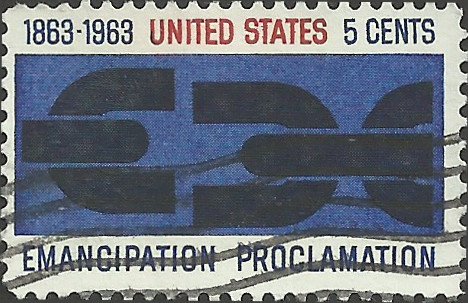 1863-1963 UNITED STATES 5 CENTS
EMANCIPATION PROCLAMATION